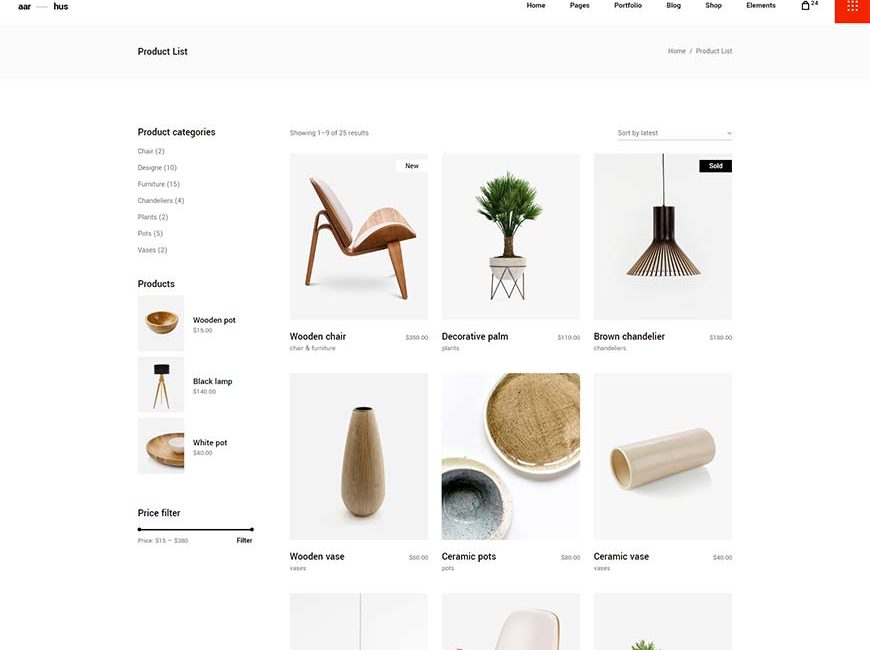 aar — hus
Home Pages Portfolio Blog Shop Elements 24
Product List
Home / Product List
Product categories
Chair (2)
Designe (10)
Furniture (15)
Chandeliers (4)
Plants (2)
Pots (5)
Vases (2)
Products
Wooden pot
$15.00
Black lamp
$140.00
White pot
$40.00
Price filter
Price: $15 — $380
Filter
Showing 1–9 of 25 results
Sort by latest
New
Wooden chair $350.00
chair & furniture
Decorative palm $110.00
plants
Sold
Brown chandelier $180.00
chandeliers
Wooden vase $60.00
vases
Ceramic pots $80.00
pots
Ceramic vase $40.00
vases